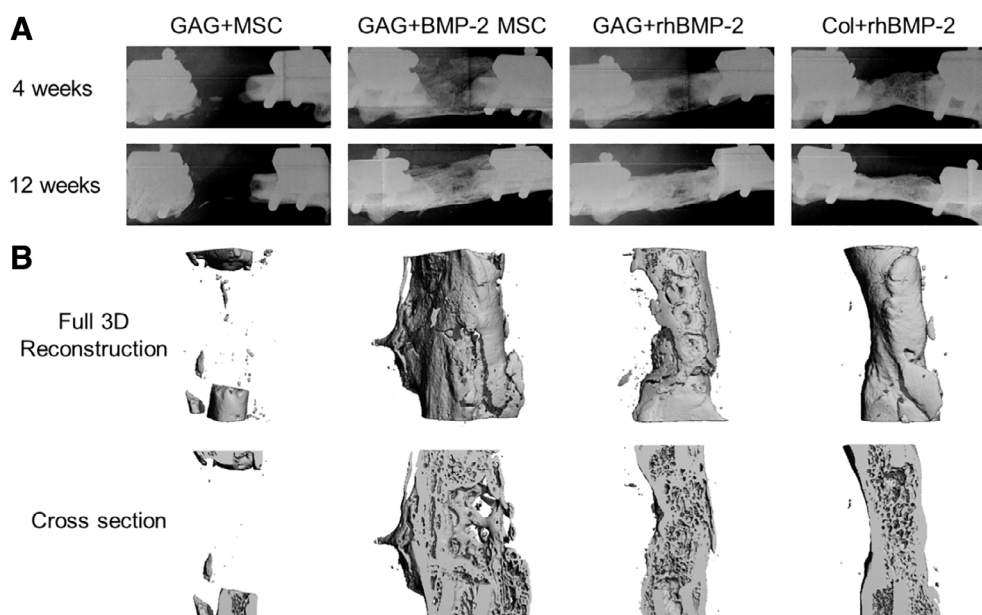 A
GAG+MSC
GAG+BMP-2 MSC
GAG+rhBMP-2
Col+rhBMP-2
4 weeks
12 weeks
B
Full 3D
Reconstruction
Cross section